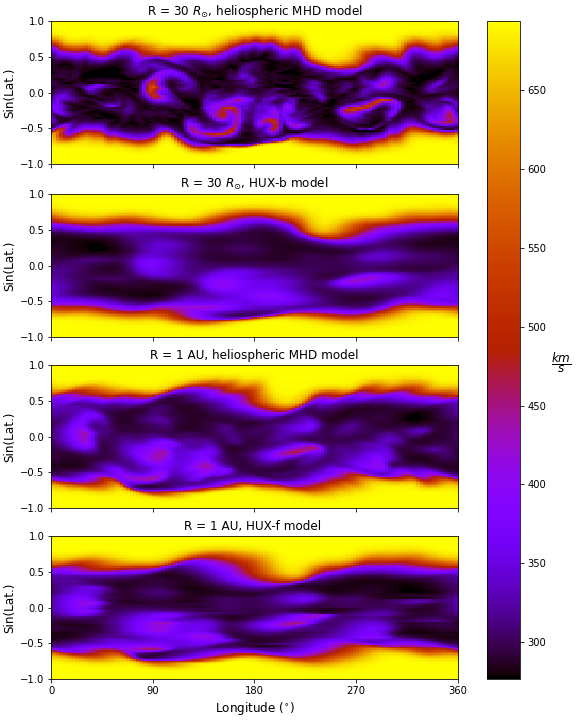 R = 30 R⊙, heliospheric MHD model
1.0
0.5
0.0
−0.5
−1.0
Sin(Lat.)
R = 30 R⊙, HUX-b model
1.0
0.5
0.0
−0.5
−1.0
Sin(Lat.)
R = 1 AU, heliospheric MHD model
1.0
0.5
0.0
−0.5
−1.0
Sin(Lat.)
R = 1 AU, HUX-f model
1.0
0.5
0.0
−0.5
−1.0
Sin(Lat.)
0 90 180 270 360
Longitude (°)
650
600
550
500
450
400
350
300
km
s